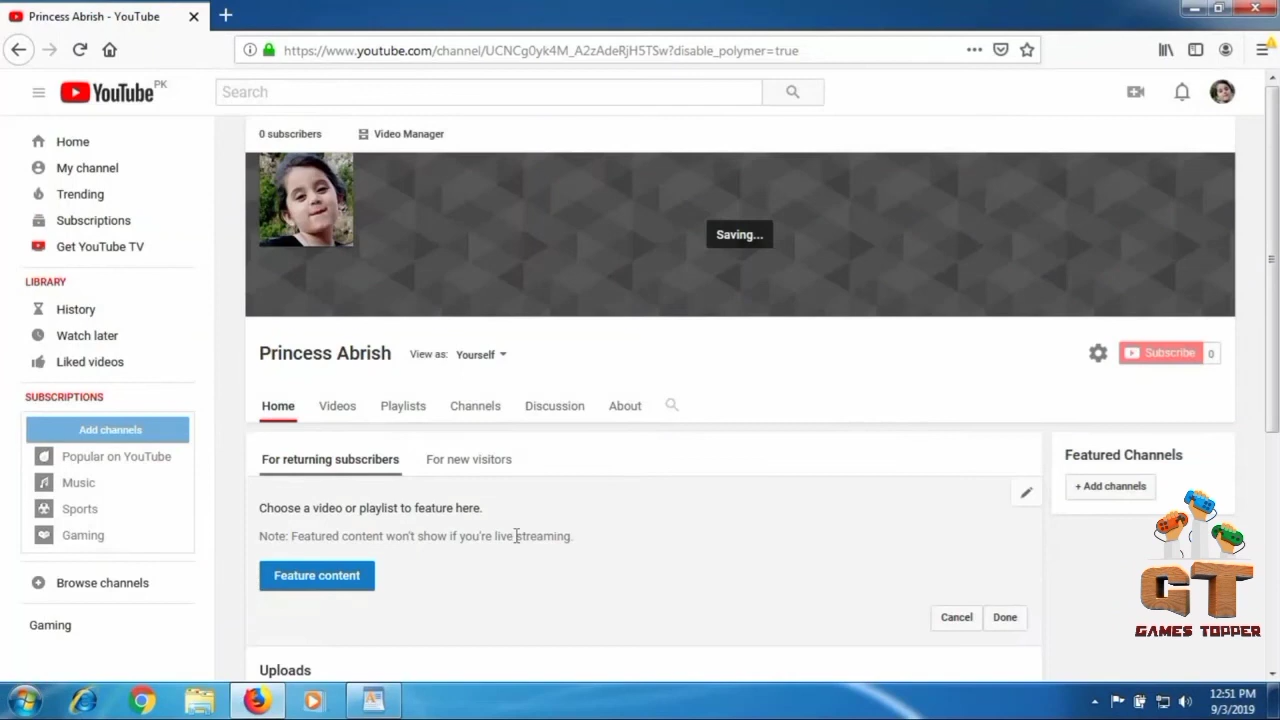 Princess Abrish - YouTube
https://www.youtube.com/channel/UCNCg0yk4M_A2zAdeRjH5TSw?disable_polymer=true
YouTube PK
Search
0 subscribers
Video Manager
Home
My channel
Trending
Subscriptions
Get YouTube TV
LIBRARY
History
Watch later
Liked videos
SUBSCRIPTIONS
Add channels
Popular on YouTube
Music
Sports
Gaming
Browse channels
Gaming
Saving...
Princess Abrish
View as: Yourself
Subscribe 0
Home Videos Playlists Channels Discussion About
For returning subscribers For new visitors
Choose a video or playlist to feature here.
Note: Featured content won't show if you're live streaming.
Feature content
Cancel Done
Uploads
Featured Channels
+ Add channels
GT
GAMES TOPPER
12:51 PM
9/3/2019